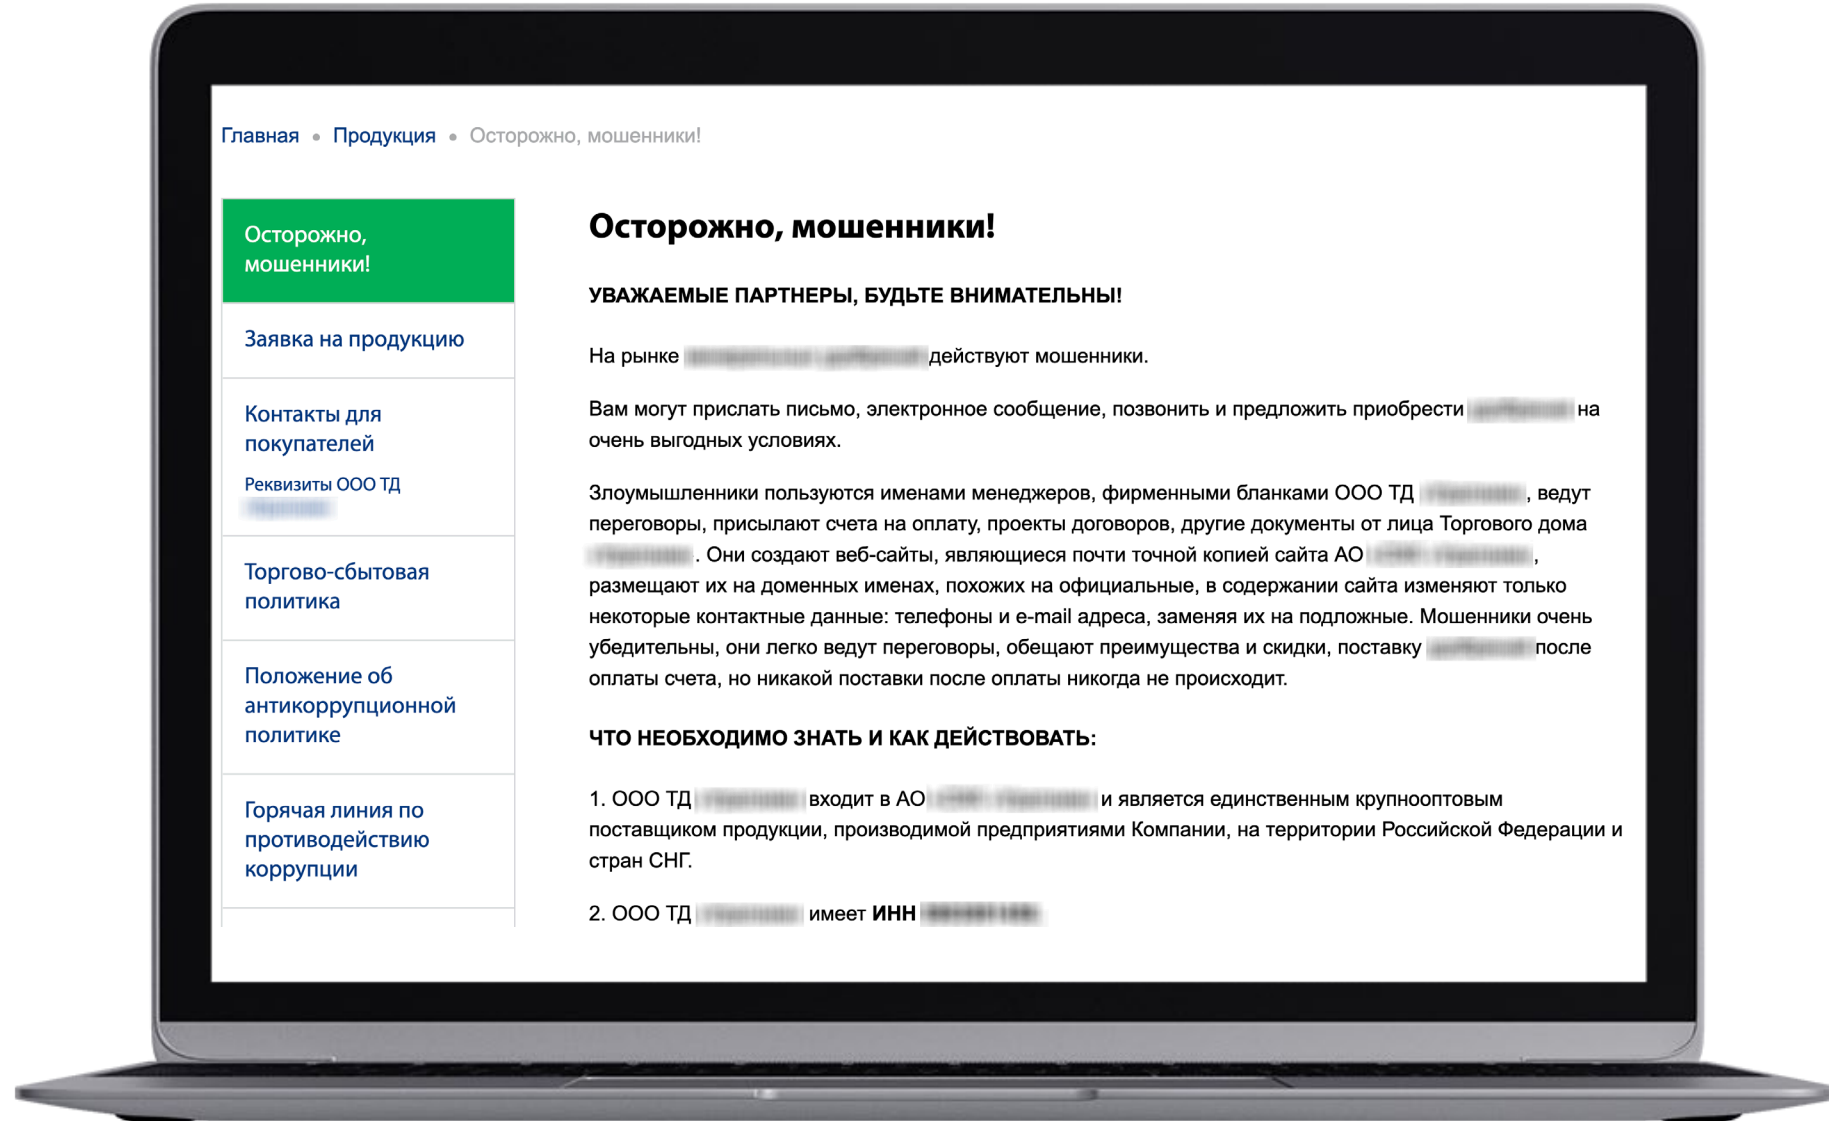 Главная • Продукция • Осторожно, мошенники!
Осторожно,
мошенники!
Заявка на продукцию
Контакты для
покупателей
Реквизиты ООО ТД
Торгово-сбытовая
политика
Положение об
антикоррупционной
политике
Горячая линия по
противодействию
коррупции
Осторожно, мошенники!
УВАЖАЕМЫЕ ПАРТНЕРЫ, БУДЬТЕ ВНИМАТЕЛЬНЫ!
На рынке действуют мошенники.
Вам могут прислать письмо, электронное сообщение, позвонить и предложить приобрести на
очень выгодных условиях.
Злоумышленники пользуются именами менеджеров, фирменными бланками ООО ТД , ведут
переговоры, присылают счета на оплату, проекты договоров, другие документы от лица Торгового дома
. Они создают веб-сайты, являющиеся почти точной копией сайта АО ,
размещают их на доменных именах, похожих на официальные, в содержании сайта изменяют только
некоторые контактные данные: телефоны и e-mail адреса, заменяя их на подложные. Мошенники очень
убедительны, они легко ведут переговоры, обещают преимущества и скидки, поставку после
оплаты счета, но никакой поставки после оплаты никогда не происходит.
ЧТО НЕОБХОДИМО ЗНАТЬ И КАК ДЕЙСТВОВАТЬ:
1. ООО ТД входит в АО и является единственным крупнооптовым
поставщиком продукции, производимой предприятиями Компании, на территории Российской Федерации и
стран СНГ.
2. ООО ТД имеет ИНН